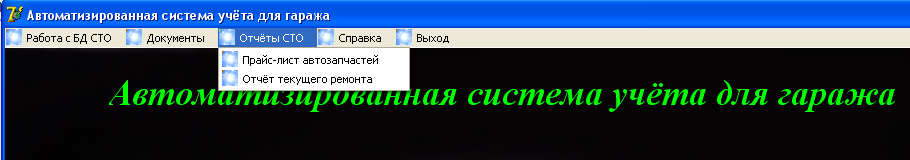 Автоматизированная система учёта для гаража
Работа с БД СТО Документы Отчёты СТО Справка Выход
Прайс-лист автозапчастей
Отчёт текущего ремонта
Автоматизированная система учёта для гаража